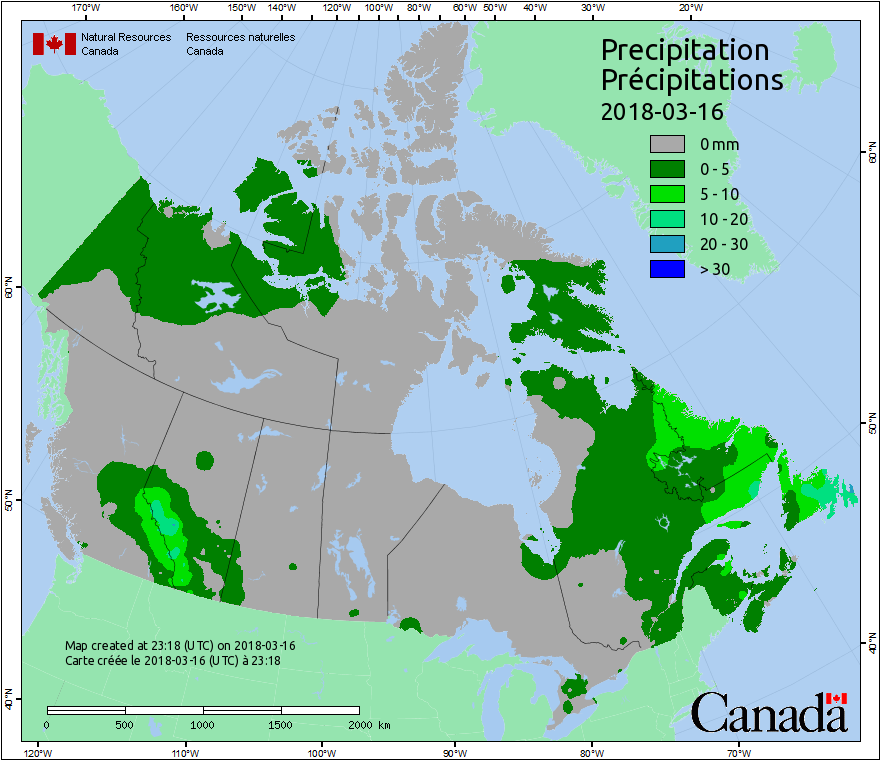 170°W 160°W 150°W 140°W 120°W 100°W 80°W 60°W 50°W 40°W 30°W 20°W
Natural Resources Ressources naturelles
Canada Canada
Precipitation
Précipitations
2018-03-16
0 mm
0 - 5
5 - 10
10 - 20
20 - 30
> 30
60°N
60°N
50°N
50°N
40°N
40°N
Map created at 23:18 (UTC) on 2018-03-16
Carte créée le 2018-03-16 (UTC) à 23:18
0 500 1000 1500 2000 km
Canada
120°W 110°W 100°W 90°W 80°W 70°W